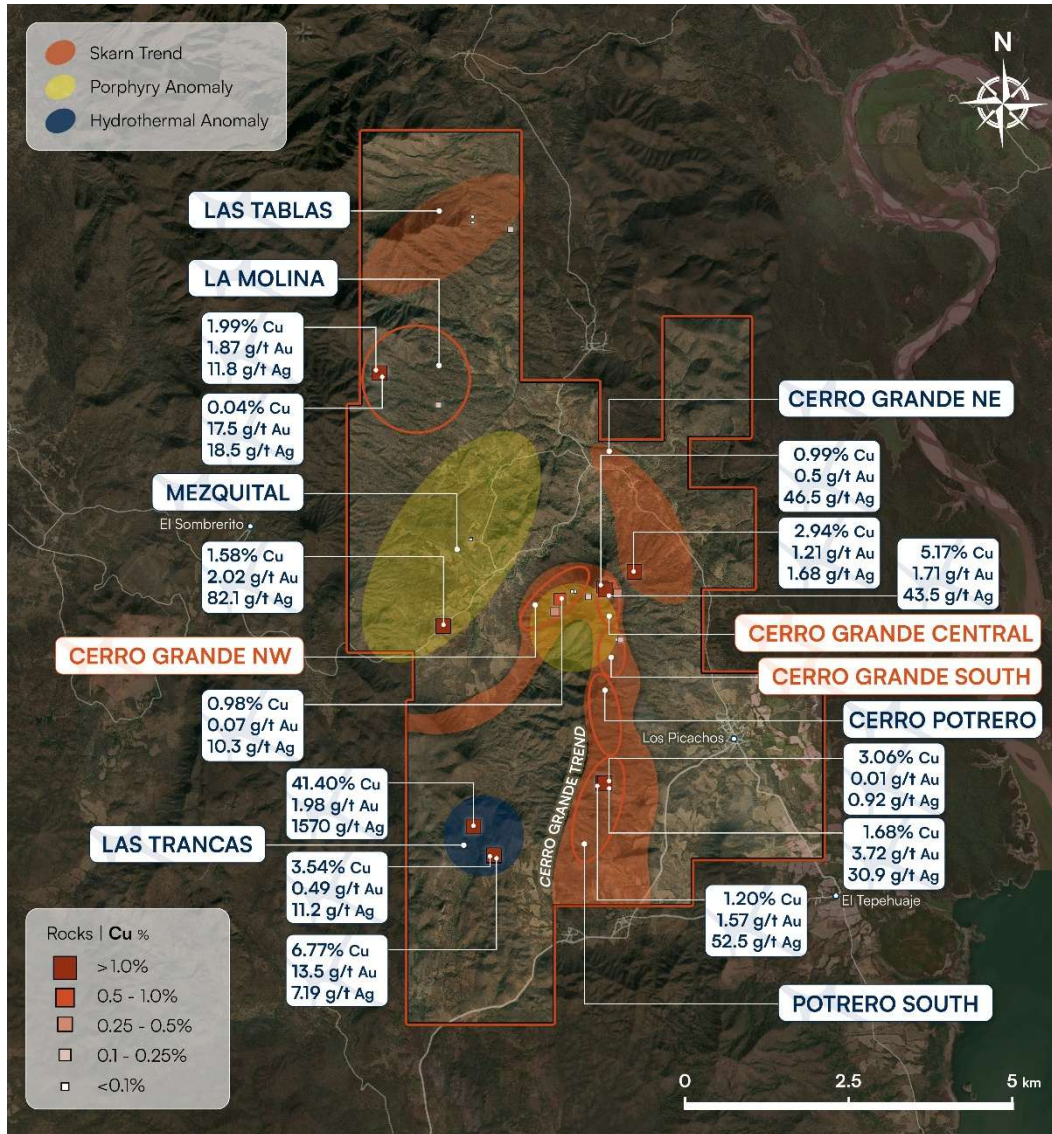 Skarn Trend
Porphyry Anomaly
Hydrothermal Anomaly
N
LAS TABLAS
LA MOLINA
1.99% Cu
1.87 g/t Au
11.8 g/t Ag
0.04% Cu
17.5 g/t Au
18.5 g/t Ag
CERRO GRANDE NE
0.99% Cu
0.5 g/t Au
46.5 g/t Ag
MEZQUITAL
El Sombrerito
2.94% Cu
1.21 g/t Au
1.68 g/t Ag
1.58% Cu
2.02 g/t Au
82.1 g/t Ag
5.17% Cu
1.71 g/t Au
43.5 g/t Ag
CERRO GRANDE NW
CERRO GRANDE CENTRAL
CERRO GRANDE SOUTH
0.98% Cu
0.07 g/t Au
10.3 g/t Ag
CERRO POTRERO
Los Picachos
CERRO GRANDE TREND
3.06% Cu
0.01 g/t Au
0.92 g/t Ag
41.40% Cu
1.98 g/t Au
1570 g/t Ag
LAS TRANCAS
1.68% Cu
3.72 g/t Au
30.9 g/t Ag
3.54% Cu
0.49 g/t Au
11.2 g/t Ag
1.20% Cu
1.57 g/t Au
52.5 g/t Ag
El Tepehuaje
6.77% Cu
13.5 g/t Au
7.19 g/t Ag
POTRERO SOUTH
Rocks | Cu %
>1.0%
0.5 - 1.0%
0.25 - 0.5%
0.1 - 0.25%
<0.1%
0 2.5 5 km